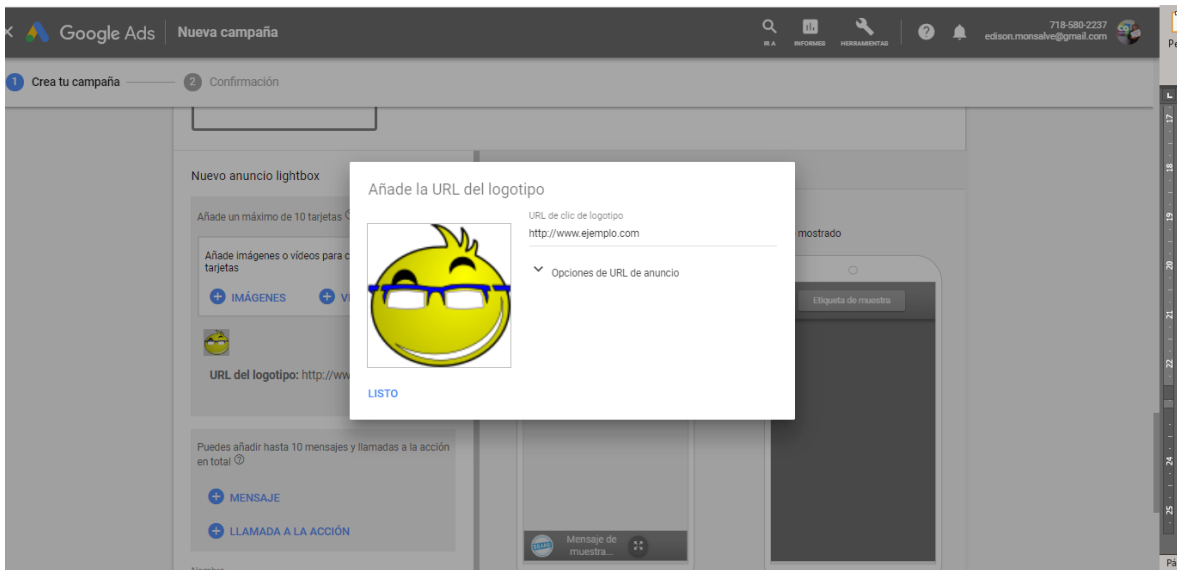 Google Ads
Nueva campaña
IR A
INFORMES
HERRAMIENTAS
718-580-2237
edison.monsalve@gmail.com
1 Crea tu campaña
2 Confirmación
Nuevo anuncio lightbox
Añade un máximo de 10 tarjetas
Añade imágenes o vídeos para c
tarjetas
IMÁGENES
URL del logotipo: http://ww
Añade la URL del logotipo
URL de clic de logotipo
http://www.ejemplo.com
Opciones de URL de anuncio
LISTO
mostrado
Etiqueta de muestra
Puedes añadir hasta 10 mensajes y llamadas a la acción
en total
MENSAJE
LLAMADA A LA ACCIÓN
Mensaje de
muestra...
17
18
19
20
21
22
24
25